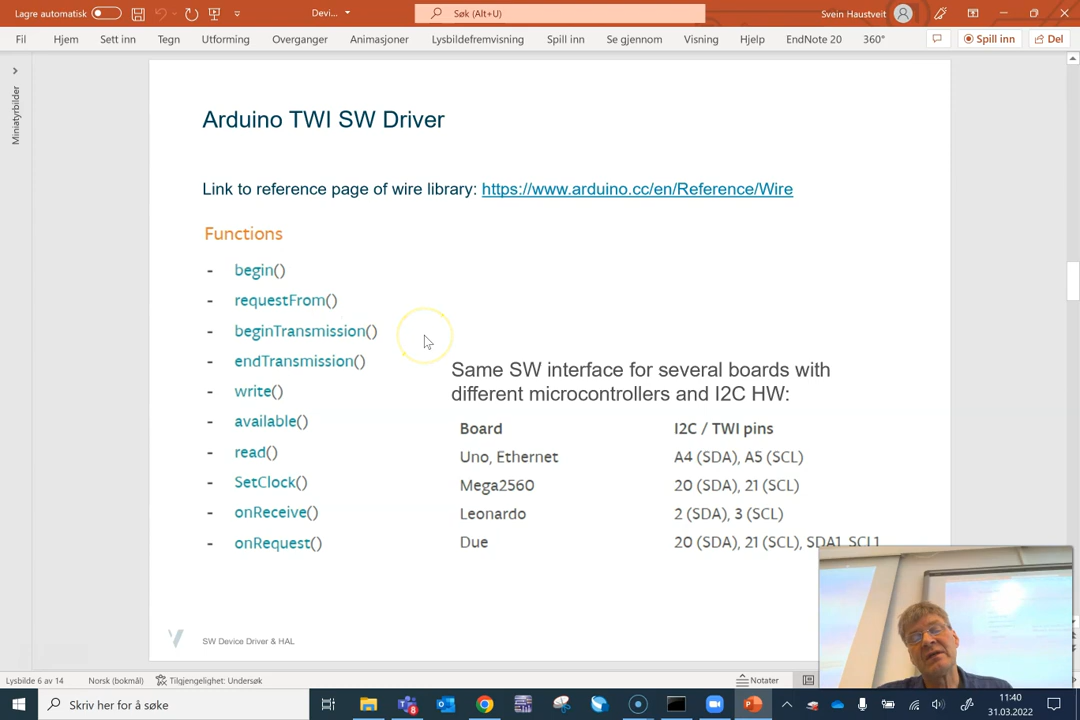 Lagre automatisk
Devi...
Søk (Alt+U)
Svein Haustveit
Fil Hjem Sett inn Tegn Utforming Overganger Animasjoner Lysbildefremvisning Spill inn Se gjennom Visning Hjelp EndNote 20 360° Spill inn Del
Miniatyrbilder
Arduino TWI SW Driver
Link to reference page of wire library: https://www.arduino.cc/en/Reference/Wire
Functions
- begin()
- requestFrom()
- beginTransmission()
- endTransmission()
- write()
- available()
- read()
- SetClock()
- onReceive()
- onRequest()
Same SW interface for several boards with
different microcontrollers and I2C HW:
Board I2C / TWI pins
Uno, Ethernet A4 (SDA), A5 (SCL)
Mega2560 20 (SDA), 21 (SCL)
Leonardo 2 (SDA), 3 (SCL)
Due 20 (SDA), 21 (SCL), SDA1, SCL1
SW Device Driver & HAL
Lysbilde 6 av 14 Norsk (bokmål) Tilgjengelighet: Undersøk Notater
Skriv her for å søke
11:40
31.03.2022